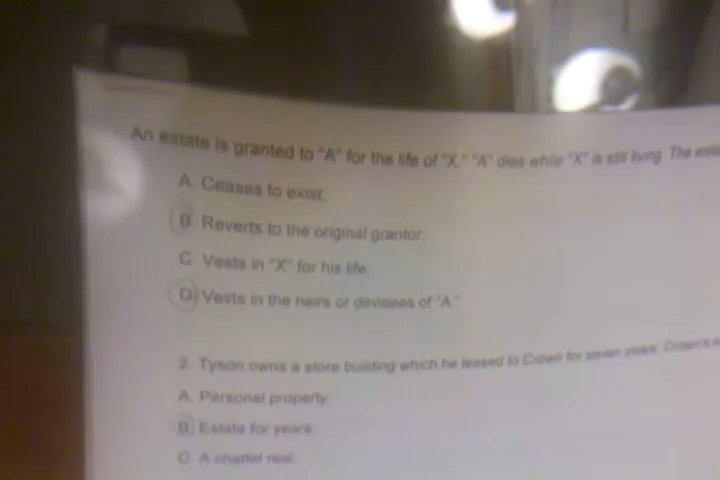 An estate is granted to "A" for the life of "X." "A" dies while "X" is still living. The
A. Ceases to exist.
B. Reverts to the original grantor.
C. Vests in "X" for his life.
D. Vests in the heirs or devisees of "A."
2. Tyson owns a store building which he leased to Crown for seven years. Crown's
A. Personal property.
B. Estate for years.
C. A chattel real.